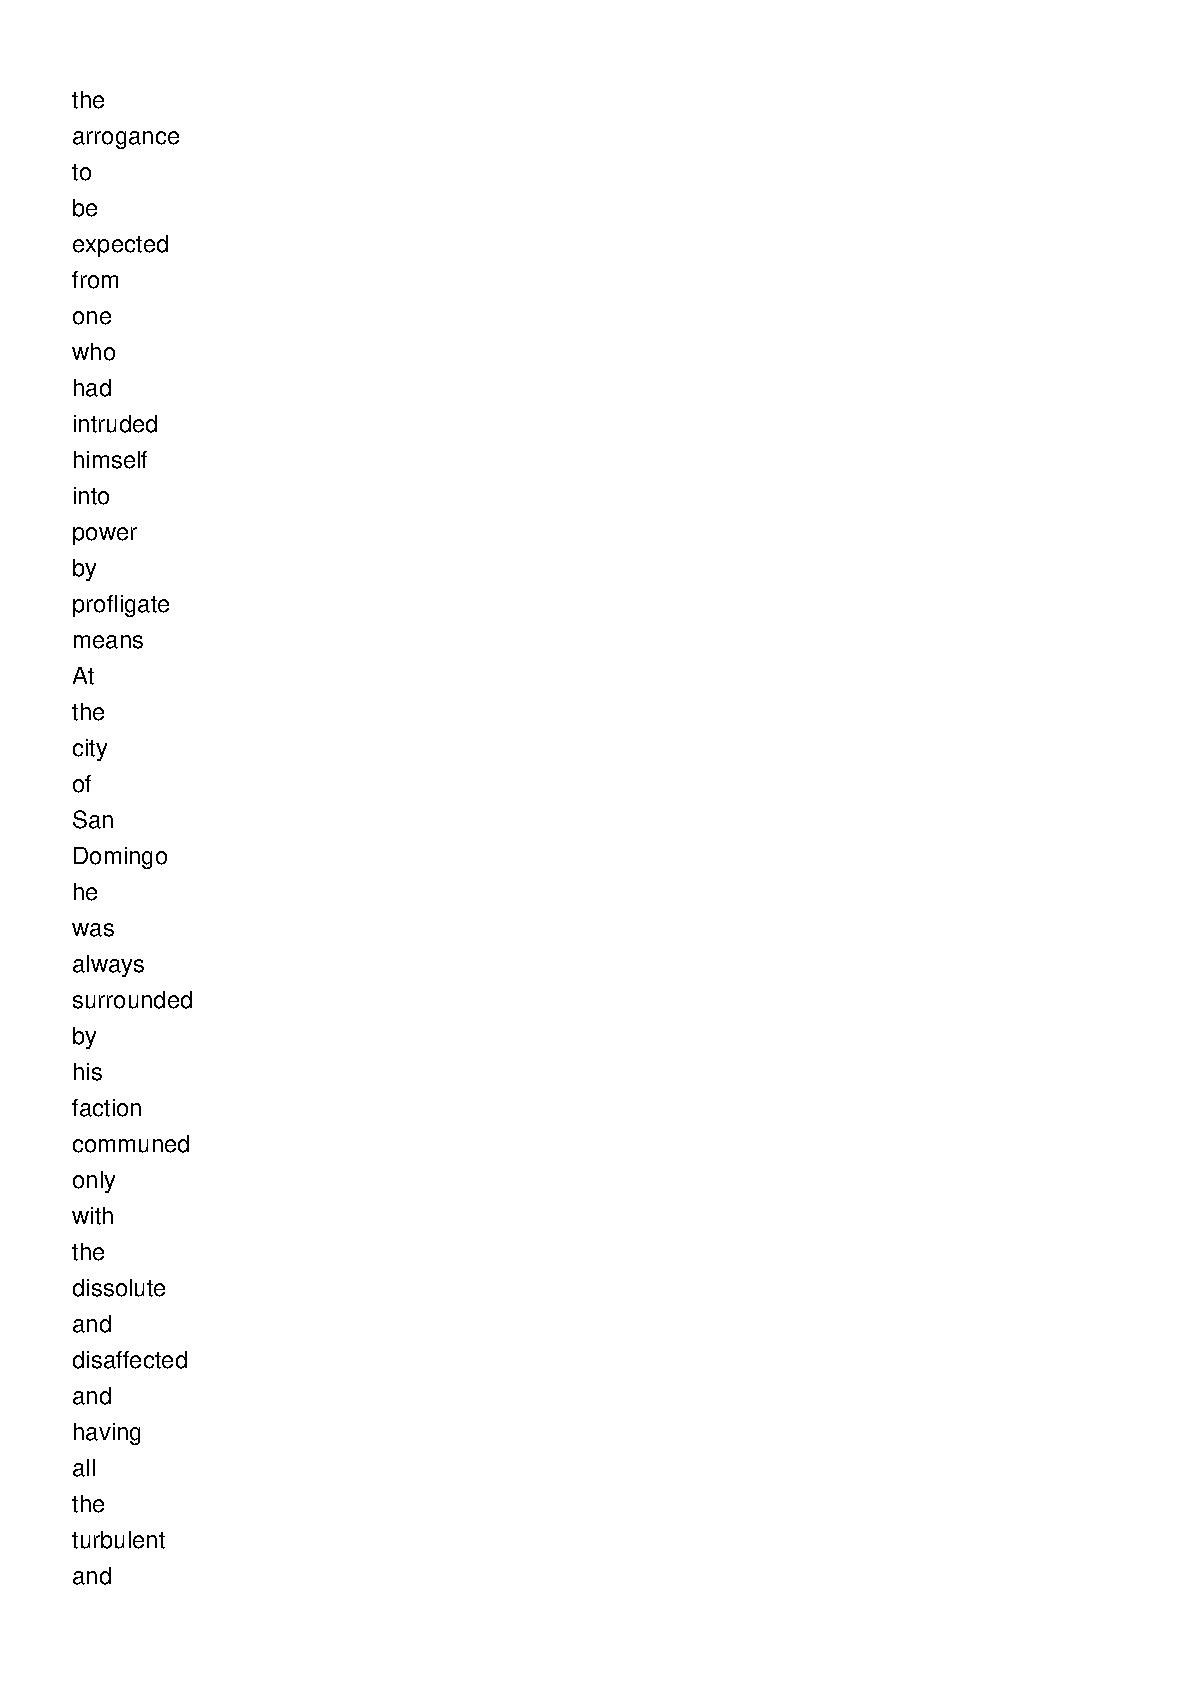 the
arrogance
to
be
expected
from
one
who
had
intruded
himself
into
power
by
profligate
means
At
the
city
of
San
Domingo
he
was
always
surrounded
by
his
faction
communed
only
with
the
dissolute
and
disaffected
and
having
all
the
turbulent
and